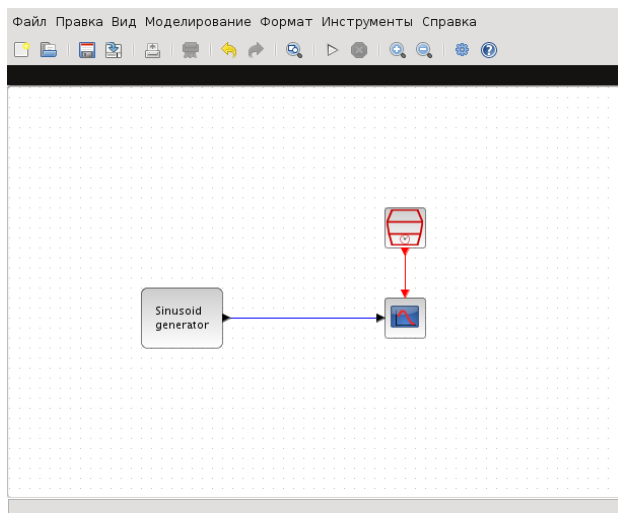 Файл Правка Вид Моделирование Формат Инструменты Справка
Sinusoid
generator